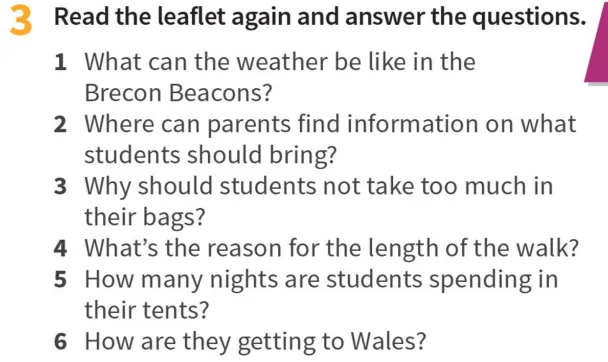 3 Read the leaflet again and answer the questions.
1 What can the weather be like in the
Brecon Beacons?
2 Where can parents find information on what
students should bring?
3 Why should students not take too much in
their bags?
4 What’s the reason for the length of the walk?
5 How many nights are students spending in
their tents?
6 How are they getting to Wales?